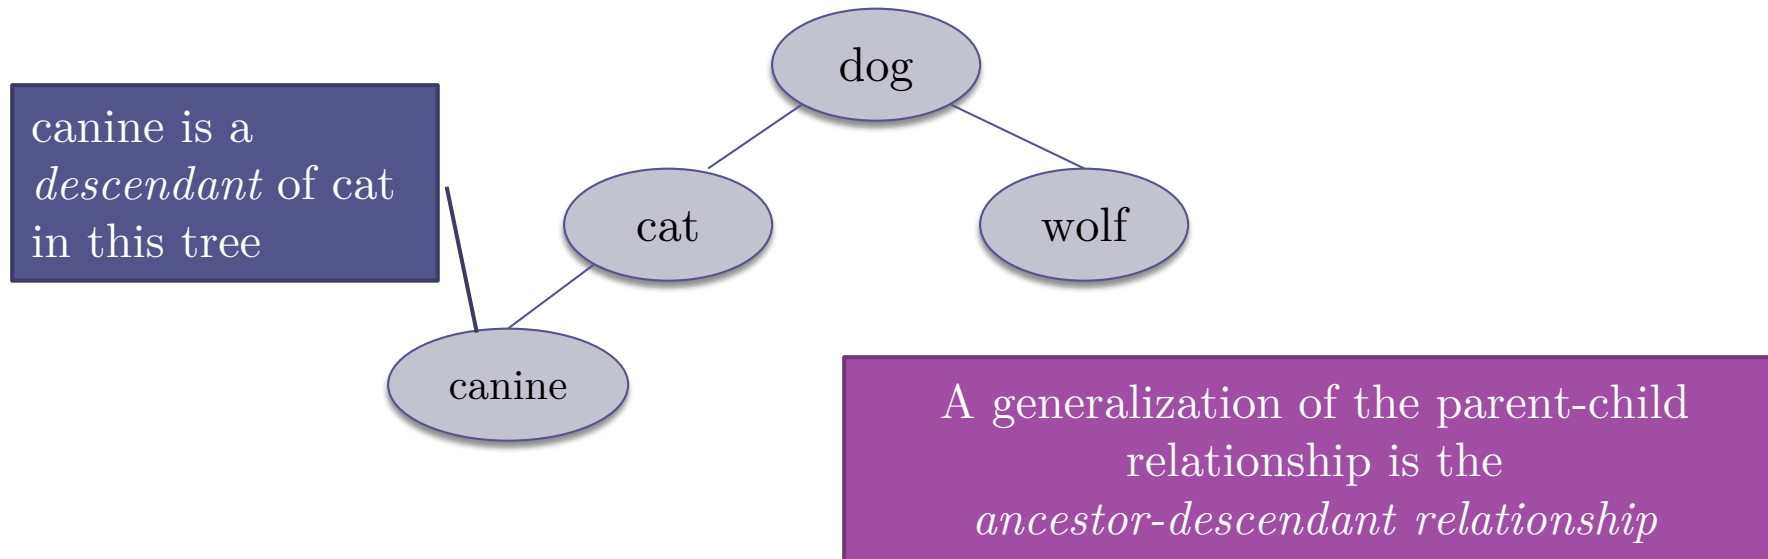 dog
canine is a
descendant of cat
in this tree
cat
wolf
canine
A generalization of the parent-child
relationship is the
ancestor-descendant relationship